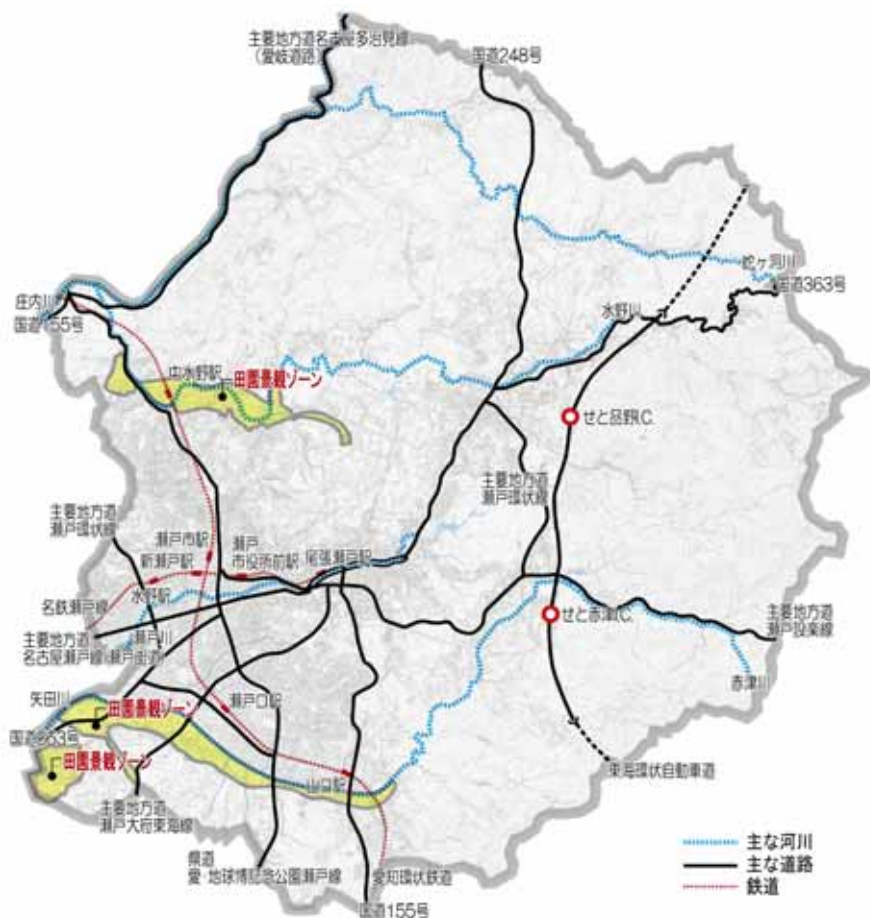 主要地方道名古屋多治見線
（愛岐道路）
国道248号
蛇ヶ洞川
国道363号
庄内川
国道155号
水野川
中水野駅
田園景観ゾーン
せと品野I.C.
主要地方道
瀬戸環状線
主要地方道
瀬戸環状線
瀬戸市駅
新瀬戸駅
瀬戸
市役所前駅
尾張瀬戸駅
水野駅
名鉄瀬戸線
主要地方道
名古屋瀬戸線（瀬戸街道）
瀬戸川
せと赤津I.C.
主要地方道
瀬戸設楽線
赤津川
矢田川
瀬戸口駅
田園景観ゾーン
国道363号
田園景観ゾーン
山口駅
東海環状自動車道
主要地方道
瀬戸大府東海線
県道
愛・地球博記念公園瀬戸線
愛知環状鉄道
国道155号
主な河川
主な道路
鉄道